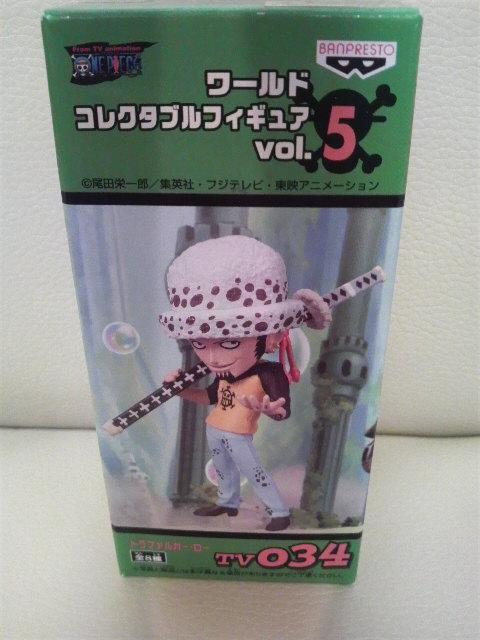 From TV animation
ONE PIECE
BANPRESTO
ワールド
コレクタブルフィギュア
vol.5
©尾田栄一郎／集英社・フジテレビ・東映アニメーション
トラファルガー・ロー
全8種
TV034